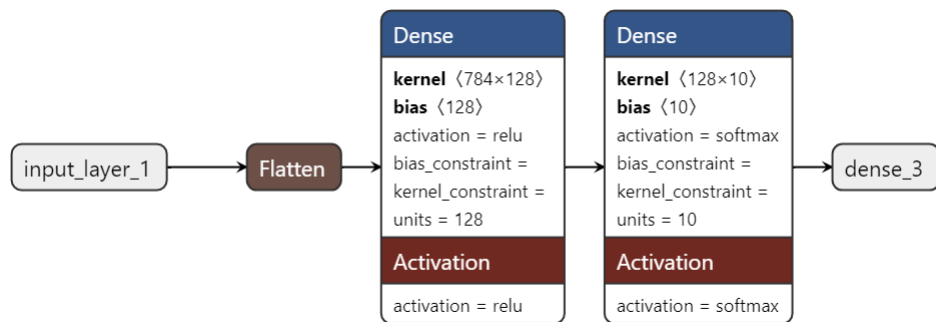 input_layer_1
Flatten
Dense
kernel 〈784×128〉
bias 〈128〉
activation = relu
bias_constraint =
kernel_constraint =
units = 128
Activation
activation = relu
Dense
kernel 〈128×10〉
bias 〈10〉
activation = softmax
bias_constraint =
kernel_constraint =
units = 10
Activation
activation = softmax
dense_3